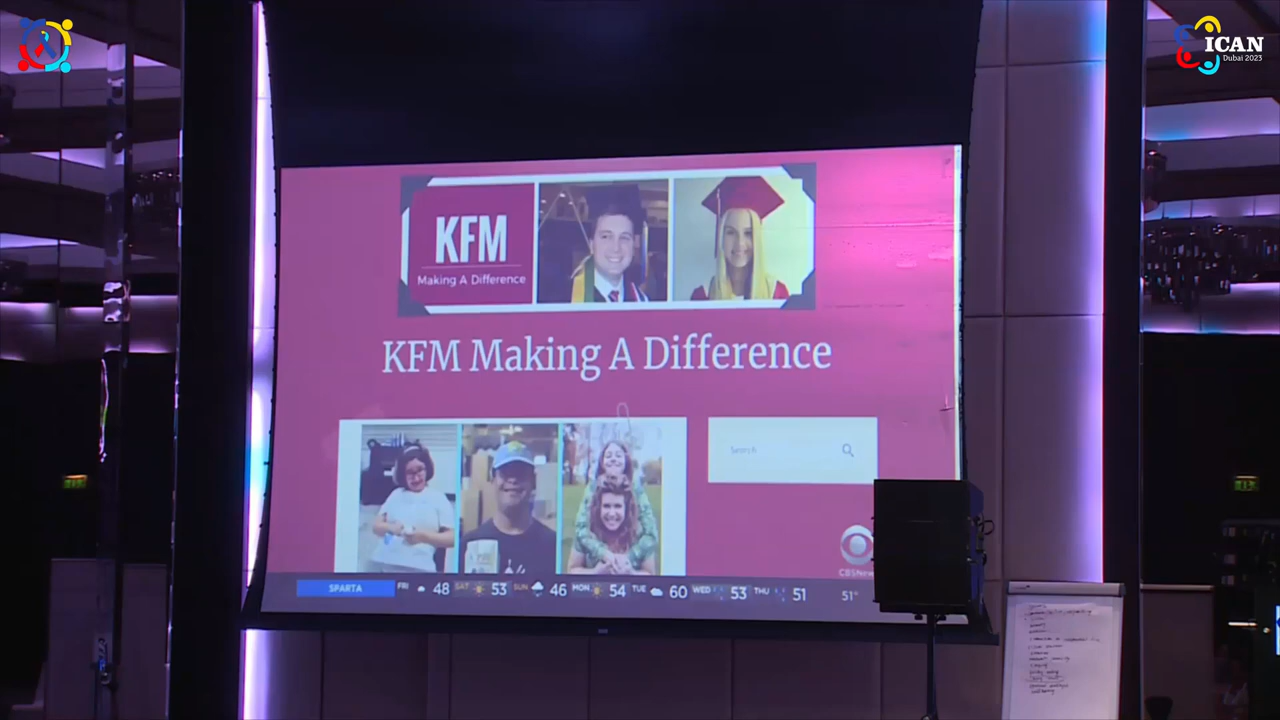 ICAN
Dubai 2023
KFM
Making A Difference
KFM Making A Difference
Search
CBS News
SPARTA FRI 48 SAT 53 SUN 46 MON 54 TUE 60 WED 53 THU 51 51°